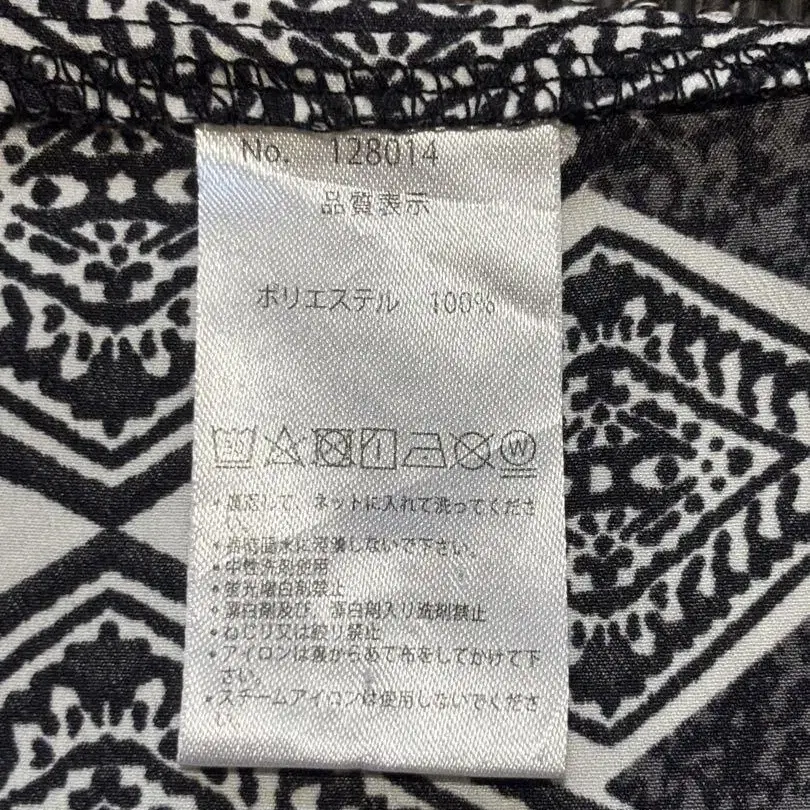 No. 128014
品質表示
ポリエステル 100%
W
・裏返して、ネットに入れて洗ってくださ
い。
・長時間水に浸漬しないで下さい。
・中性洗剤使用
・蛍光増白剤禁止
・漂白剤及び、漂白剤入り洗剤禁止
・ねじり又は絞り禁止
・アイロンは裏からあて布をしてかけて下
さい。
・スチームアイロンは使用しないでくださ
い。